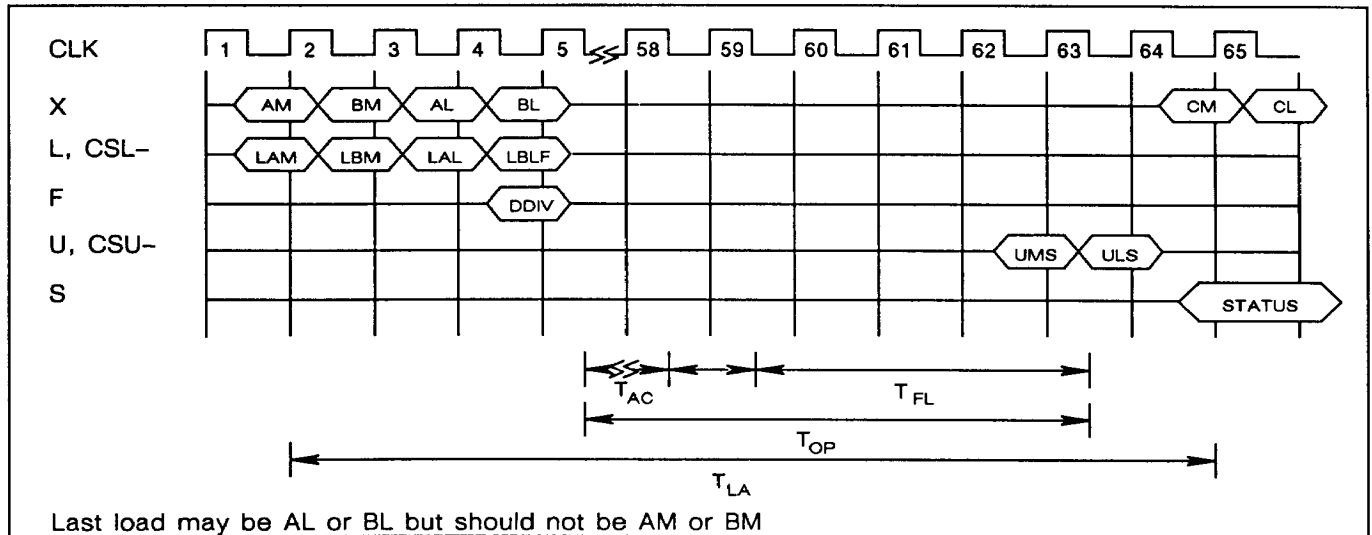 CLK 1 2 3 4 5 58 59 60 61 62 63 64 65
X AM BM AL BL CM CL
L, CSL- LAM LBM LAL LBLF
F DDIV
U, CSU- UMS ULS
S STATUS
TAC TFL
TOP
TLA
Last load may be AL or BL but should not be AM or BM